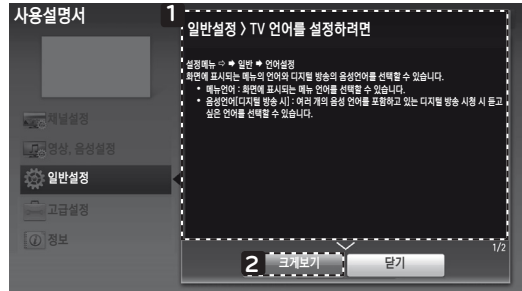 사용설명서
1
일반설정 > TV 언어를 설정하려면
설정메뉴 ⇨ ➡ 일반 ➡ 언어설정
화면에 표시되는 메뉴의 언어와 디지털 방송의 음성언어를 선택할 수 있습니다.
• 메뉴언어 : 화면에 표시되는 메뉴 언어를 선택할 수 있습니다.
• 음성언어[디지털 방송 시] : 여러 개의 음성 언어를 포함하고 있는 디지털 방송 시청 시 듣고
싶은 언어를 선택할 수 있습니다.
채널설정
영상, 음성설정
일반설정
고급설정
정보
1/2
2
크게보기
닫기